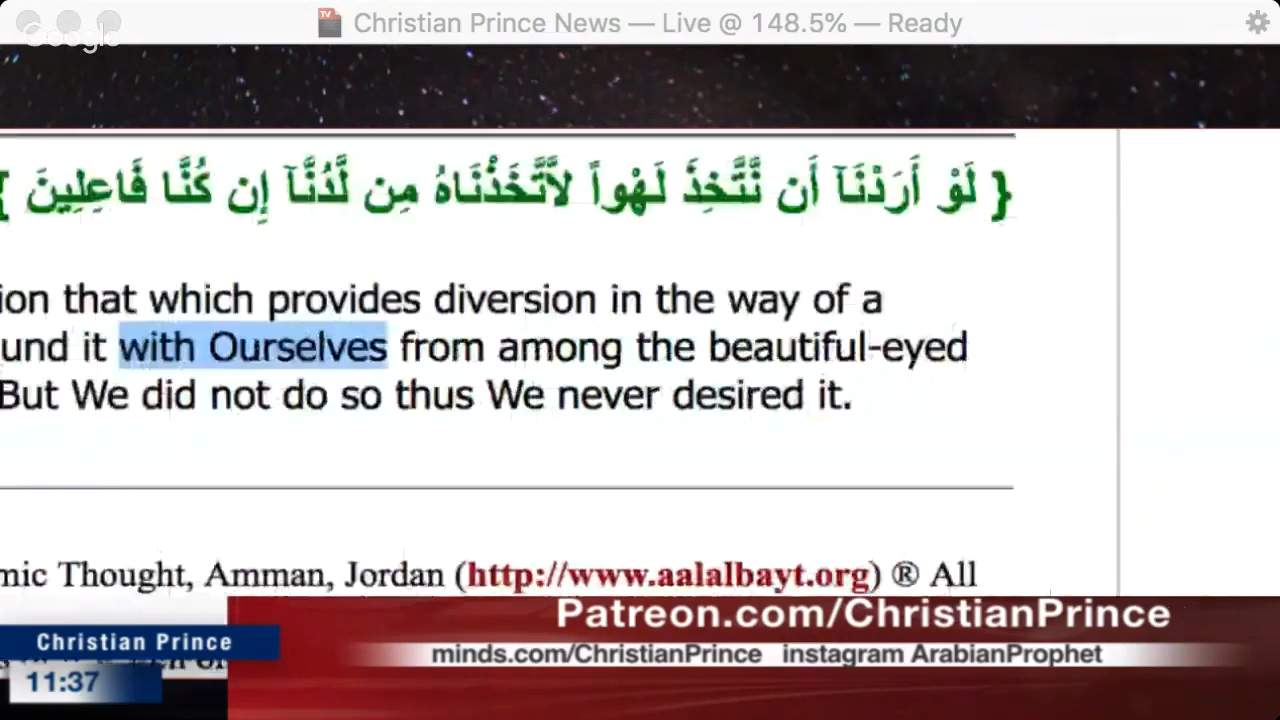 Christian Prince News — Live @ 148.5% — Ready
Google
{ لَوْ أَرَدْنَآ أَن نَّتَّخِذَ لَهْواً لاَّتَّخَذْنَاهُ مِن لَّدُنَّآ إِن كُنَّا فَاعِلِينَ }
ion that which provides diversion in the way of a
und it with Ourselves from among the beautiful-eyed
But We did not do so thus We never desired it.
mic Thought, Amman, Jordan (http://www.aalalbayt.org) ® All
Patreon.com/ChristianPrince
Christian Prince
minds.com/ChristianPrince instagram ArabianProphet
11:37